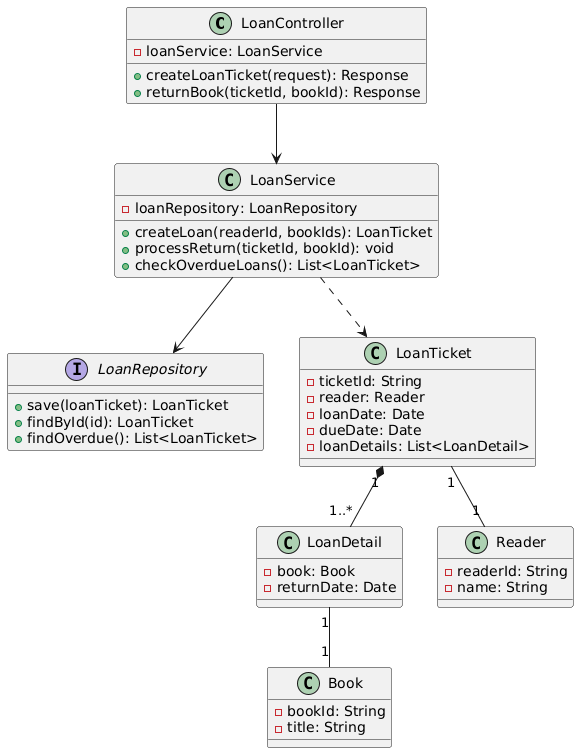 C LoanController
loanService: LoanService
createLoanTicket(request): Response
returnBook(ticketId, bookId): Response
C LoanService
loanRepository: LoanRepository
createLoan(readerId, bookIds): LoanTicket
processReturn(ticketId, bookId): void
checkOverdueLoans(): List<LoanTicket>
I LoanRepository
save(loanTicket): LoanTicket
findById(id): LoanTicket
findOverdue(): List<LoanTicket>
C LoanTicket
ticketId: String
reader: Reader
loanDate: Date
dueDate: Date
loanDetails: List<LoanDetail>
1
1..*
1
1
C LoanDetail
book: Book
returnDate: Date
C Reader
readerId: String
name: String
1
1
C Book
bookId: String
title: String